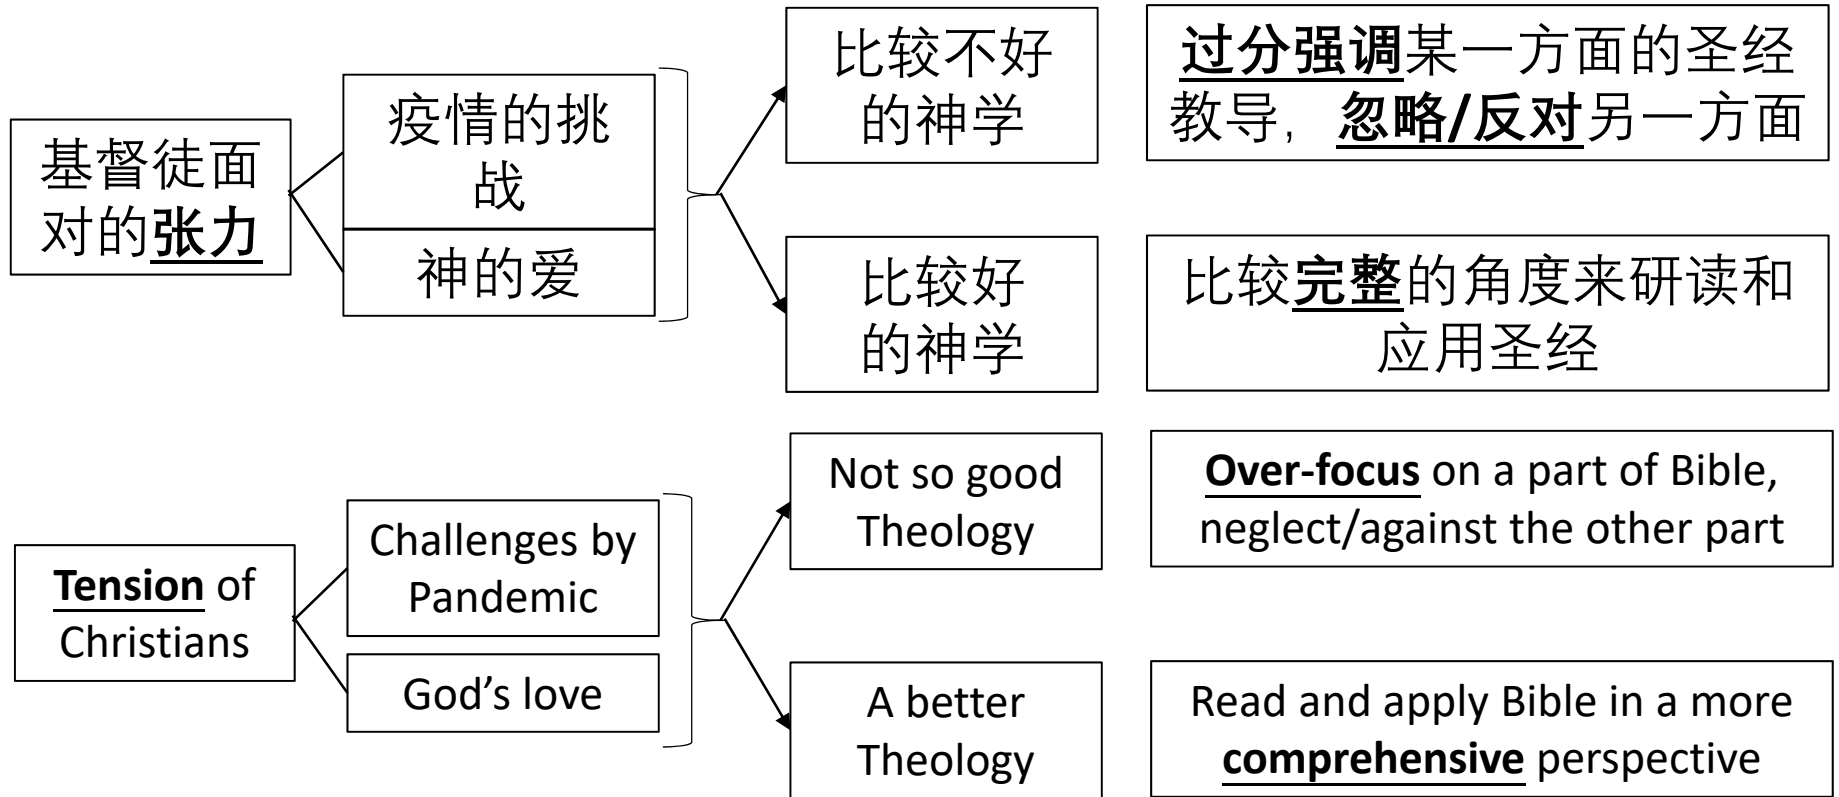 基督徒面
对的张力
疫情的挑
战
神的爱
比较不好
的神学
过分强调某一方面的圣经
教导，忽略/反对另一方面
比较好
的神学
比较完整的角度来研读和
应用圣经
Tension of
Christians
Challenges by
Pandemic
God’s love
Not so good
Theology
Over-focus on a part of Bible,
neglect/against the other part
A better
Theology
Read and apply Bible in a more
comprehensive perspective